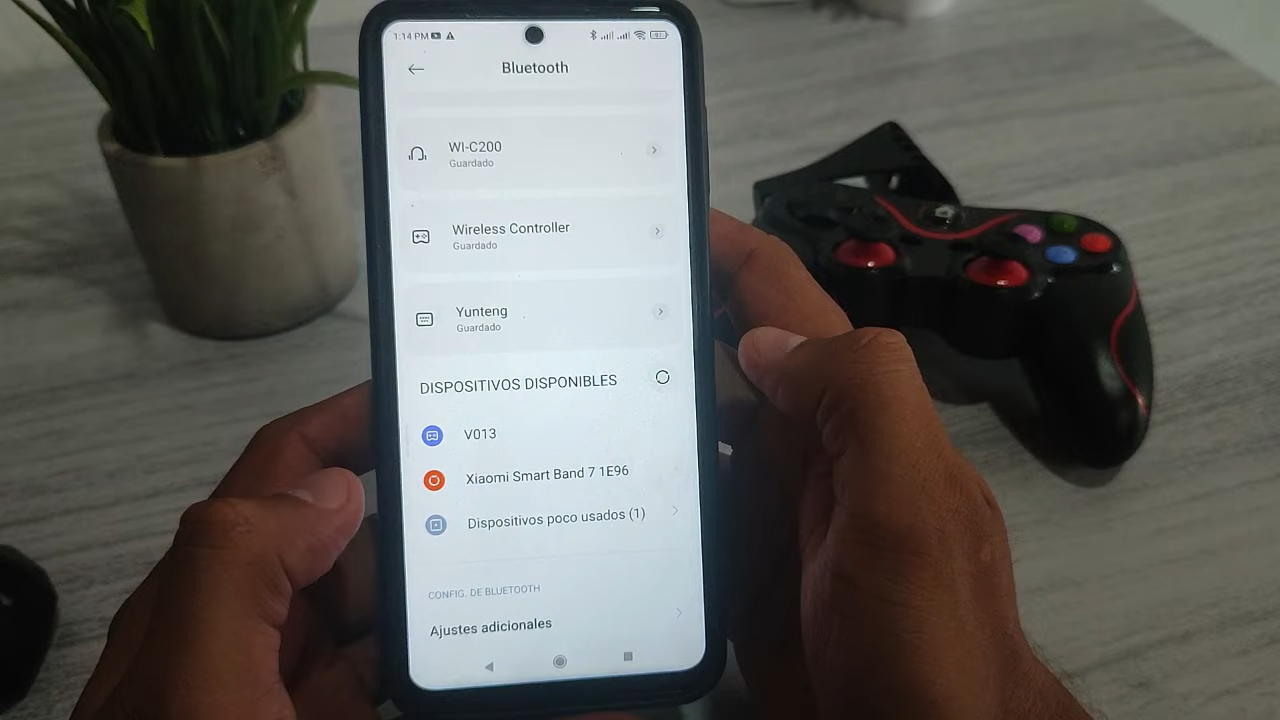 1:14 PM
Bluetooth
WI-C200
Guardado
Wireless Controller
Guardado
Yunteng
Guardado
DISPOSITIVOS DISPONIBLES
V013
Xiaomi Smart Band 7 1E96
Dispositivos poco usados (1)
CONFIG. DE BLUETOOTH
Ajustes adicionales